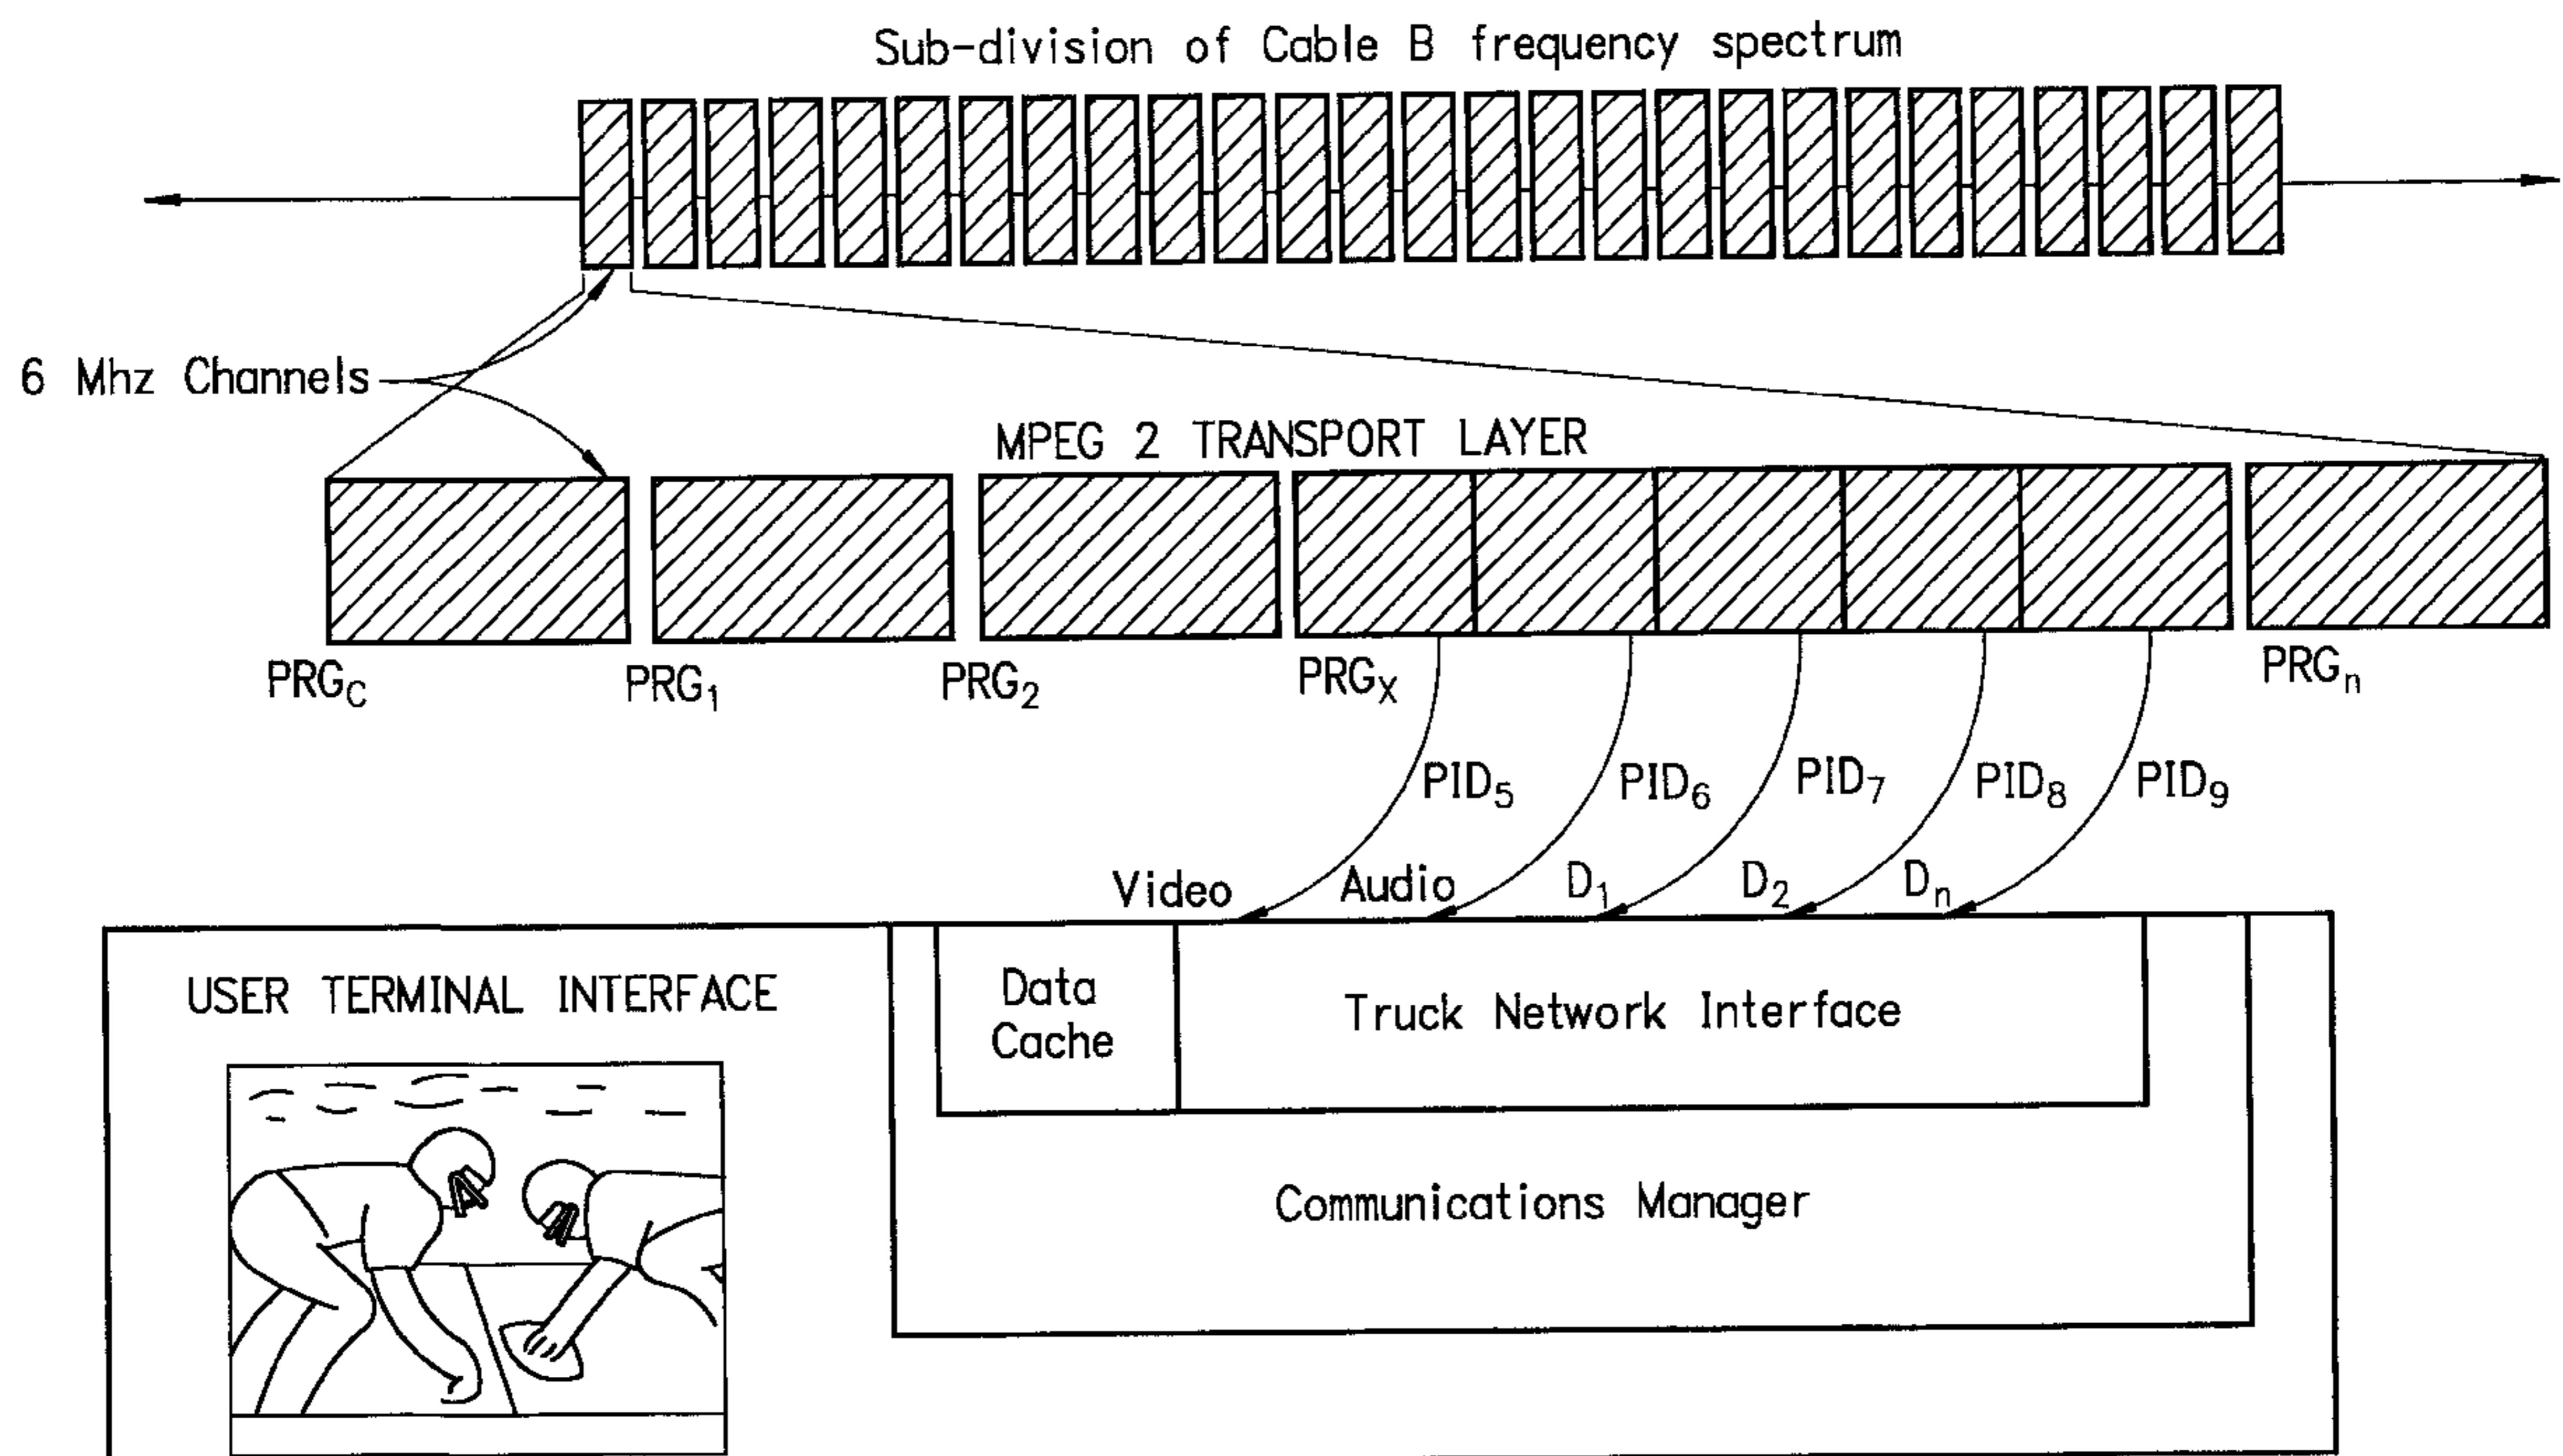 Sub-division of Cable B frequency spectrum
6 Mhz Channels
MPEG 2 TRANSPORT LAYER
PRGC
PRG1
PRG2
PRGX
PRGn
PID5
PID6
PID7
PID8
PID9
Video
Audio
D1
D2
Dn
USER TERMINAL INTERFACE
Data
Cache
Truck Network Interface
Communications Manager